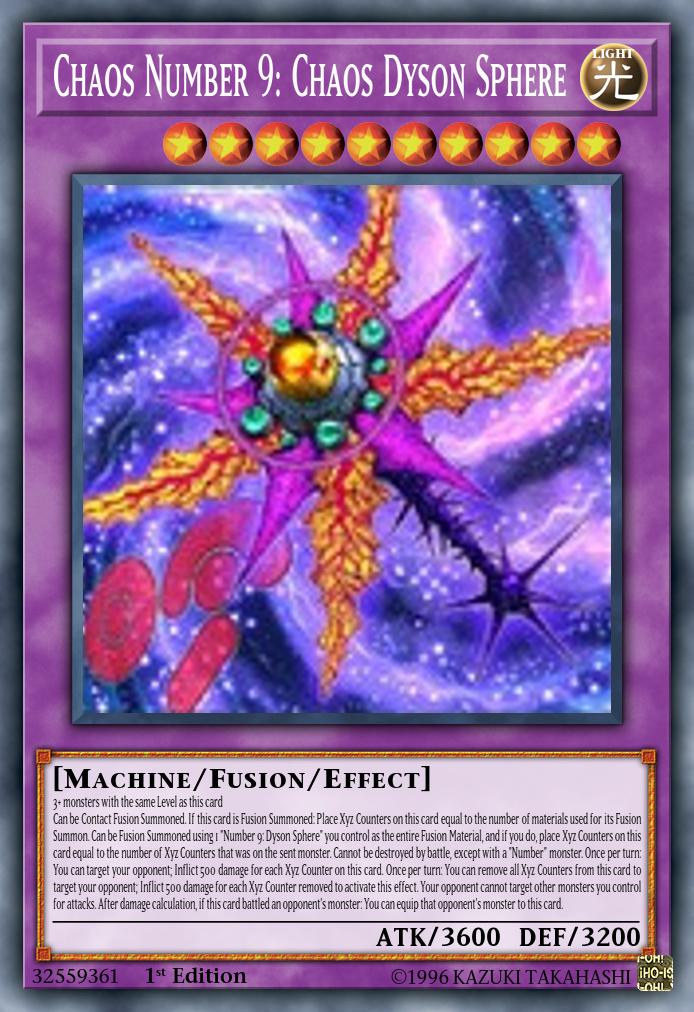 CHAOS NUMBER 9: CHAOS DYSON SPHERE
LIGHT
光
[MACHINE/FUSION/EFFECT]
3+ monsters with the same Level as this card
Can be Contact Fusion Summoned. If this card is Fusion Summoned: Place Xyz Counters on this card equal to the number of materials used for its Fusion
Summon. Can be Fusion Summoned using 1 "Number 9: Dyson Sphere" you control as the entire Fusion Material, and if you do, place Xyz Counters on this
card equal to the number of Xyz Counters that was on the sent monster. Cannot be destroyed by battle, except with a "Number" monster. Once per turn:
You can target your opponent; Inflict 500 damage for each Xyz Counter on this card. Once per turn: You can remove all Xyz Counters from this card to
target your opponent; Inflict 500 damage for each Xyz Counter removed to activate this effect. Your opponent cannot target other monsters you control
for attacks. After damage calculation, if this card battled an opponent's monster: You can equip that opponent's monster to this card.
ATK/3600 DEF/3200
32559361 1st Edition ©1996 KAZUKI TAKAHASHI